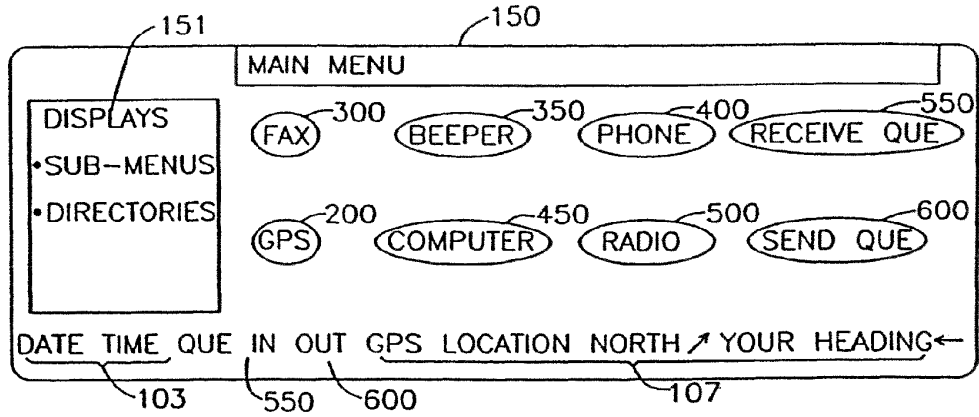 151 150
MAIN MENU
DISPLAYS
•SUB-MENUS
•DIRECTORIES
300 350 400 550
FAX BEEPER PHONE RECEIVE QUE
200 450 500 600
GPS COMPUTER RADIO SEND QUE
DATE TIME QUE IN OUT GPS LOCATION NORTH↗YOUR HEADING←
103 550 600 107